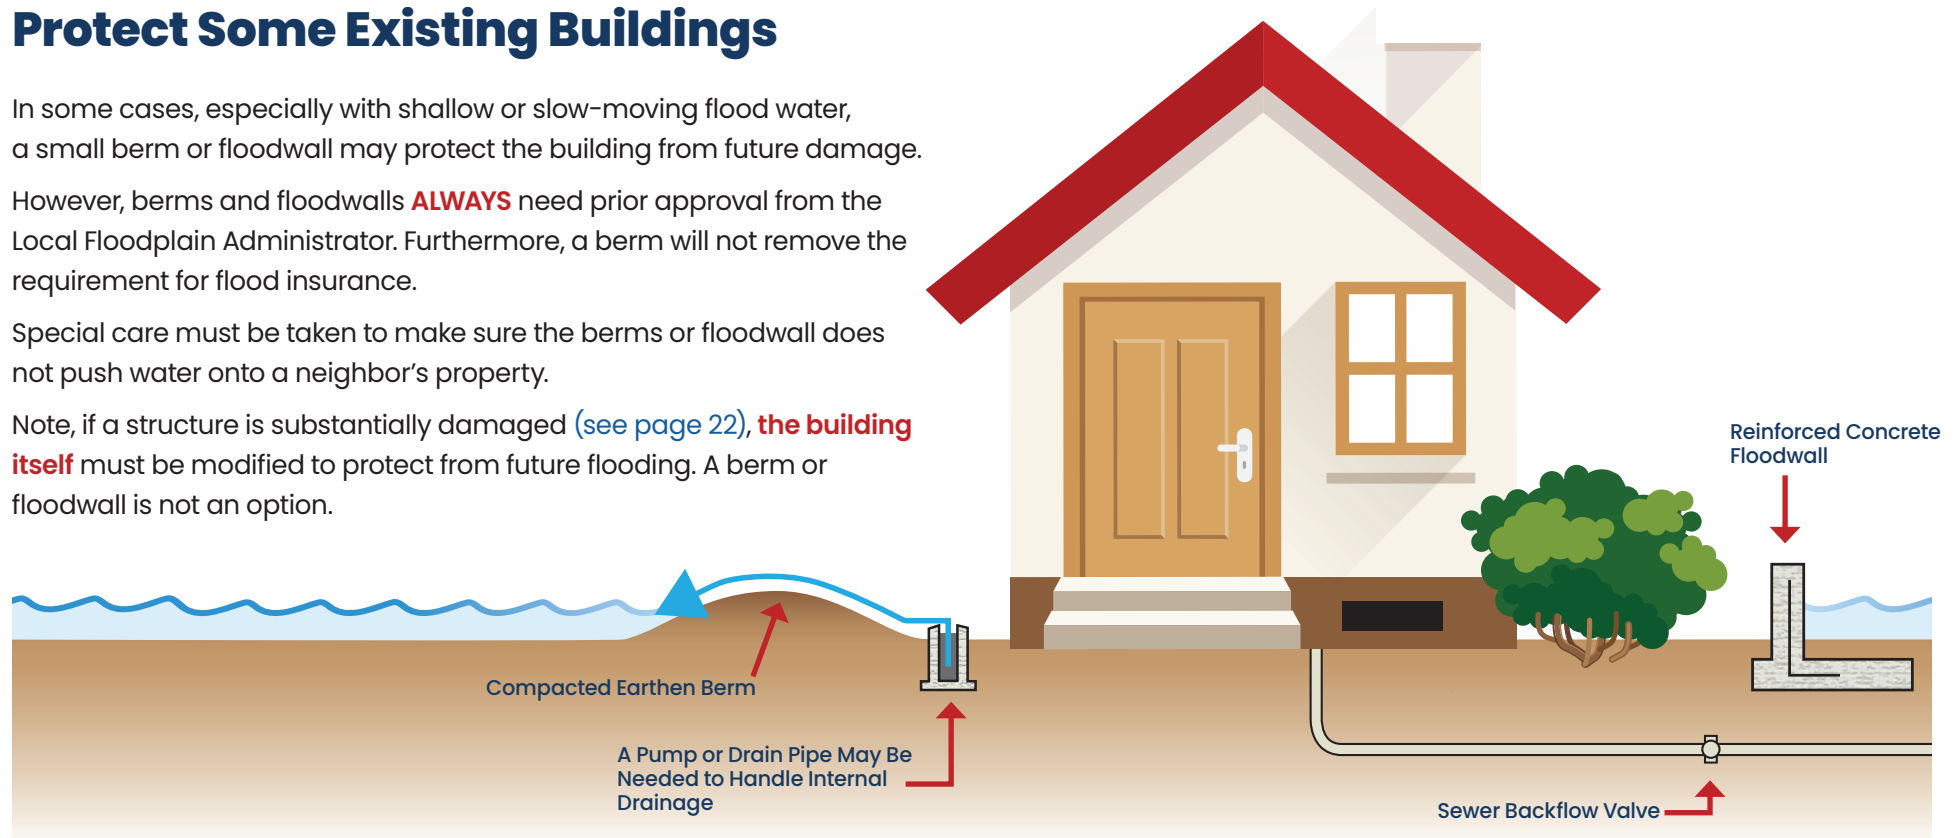 Protect Some Existing Buildings
In some cases, especially with shallow or slow-moving flood water,
a small berm or floodwall may protect the building from future damage.
However, berms and floodwalls ALWAYS need prior approval from the
Local Floodplain Administrator. Furthermore, a berm will not remove the
requirement for flood insurance.
Special care must be taken to make sure the berms or floodwall does
not push water onto a neighbor’s property.
Note, if a structure is substantially damaged (see page 22), the building
itself must be modified to protect from future flooding. A berm or
floodwall is not an option.
Reinforced Concrete
Floodwall
Compacted Earthen Berm
A Pump or Drain Pipe May Be
Needed to Handle Internal
Drainage
Sewer Backflow Valve